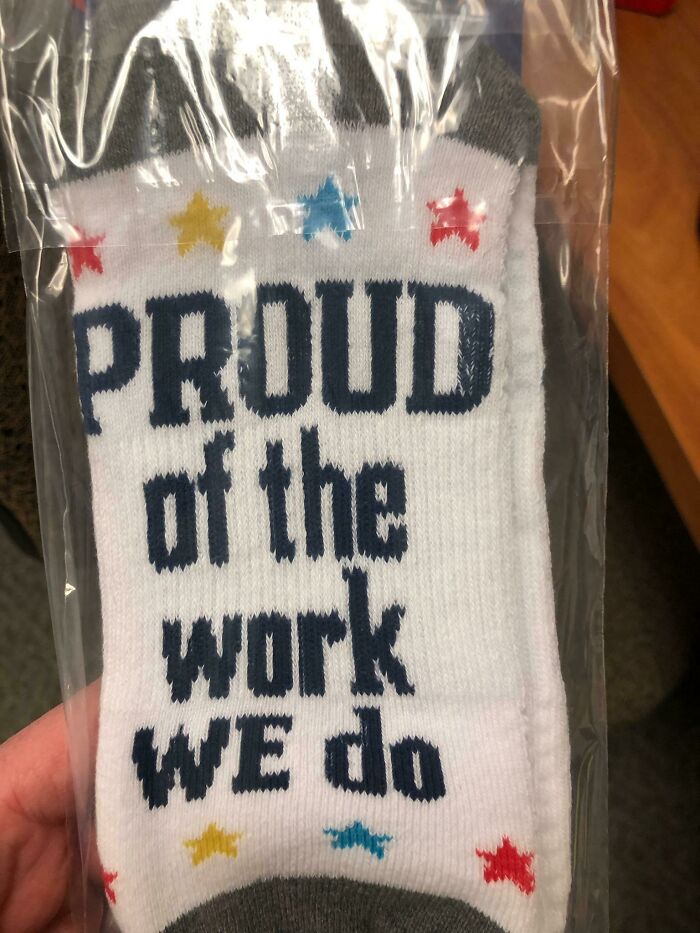 PROUD
of the
work
WE do